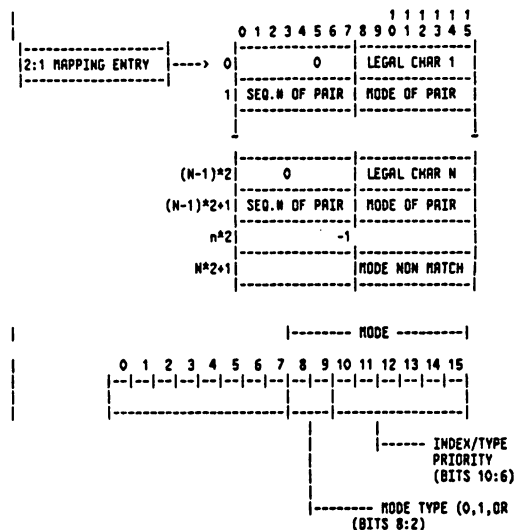 1 1 1 1 1 1
0 1 2 3 4 5 6 7 8 9 0 1 2 3 4 5
2:1 MAPPING ENTRY ----> 0| 0 | LEGAL CHAR 1
1| SEQ.# OF PAIR | MODE OF PAIR
(N-1)*2| 0 | LEGAL CHAR N
(N-1)*2+1| SEQ.# OF PAIR | MODE OF PAIR
n*2| -1
N*2+1| |MODE NON MATCH
|-------- MODE --------|
0 1 2 3 4 5 6 7 8 9 10 11 12 13 14 15
INDEX/TYPE
PRIORITY
(BITS 10:6)
MODE TYPE (0,1,OR
(BITS 8:2)